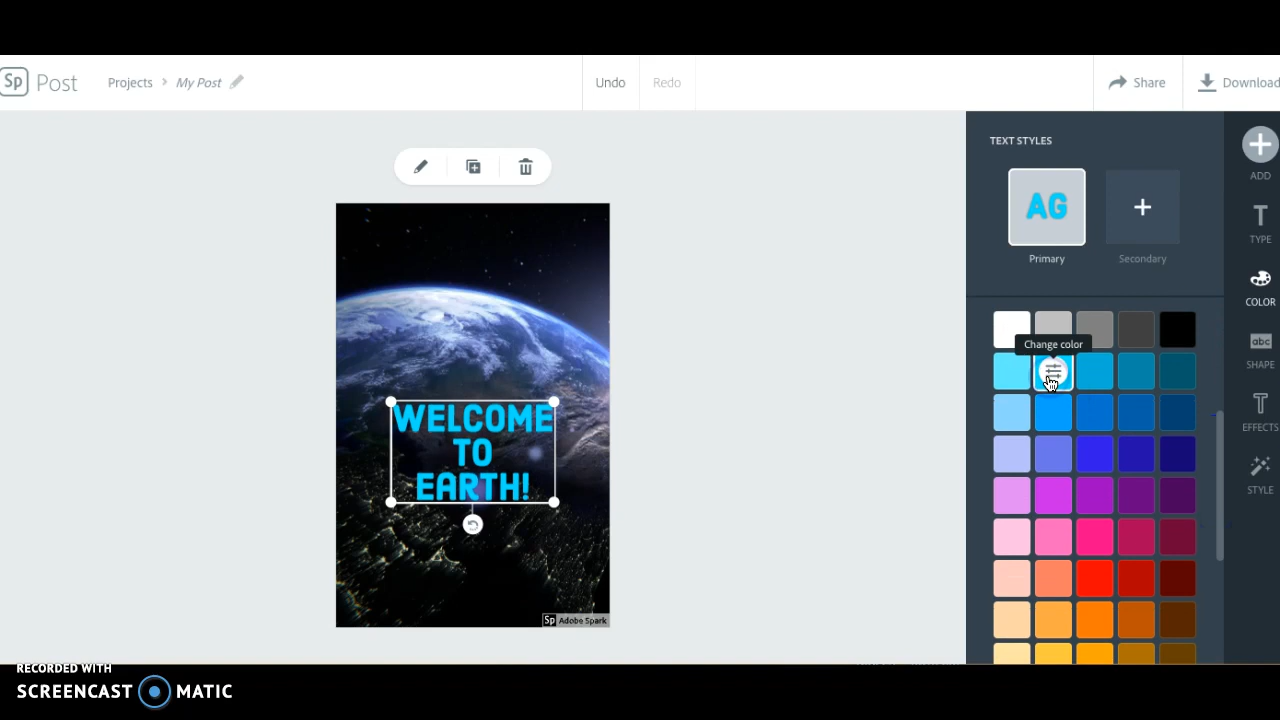 Sp Post
Projects > My Post
Undo
Redo
Share
Download
TEXT STYLES
AG
Primary
Secondary
ADD
TYPE
COLOR
abc
SHAPE
EFFECTS
STYLE
Change color
WELCOME
TO
EARTH!
Sp Adobe Spark
RECORDED WITH
SCREENCAST MATIC